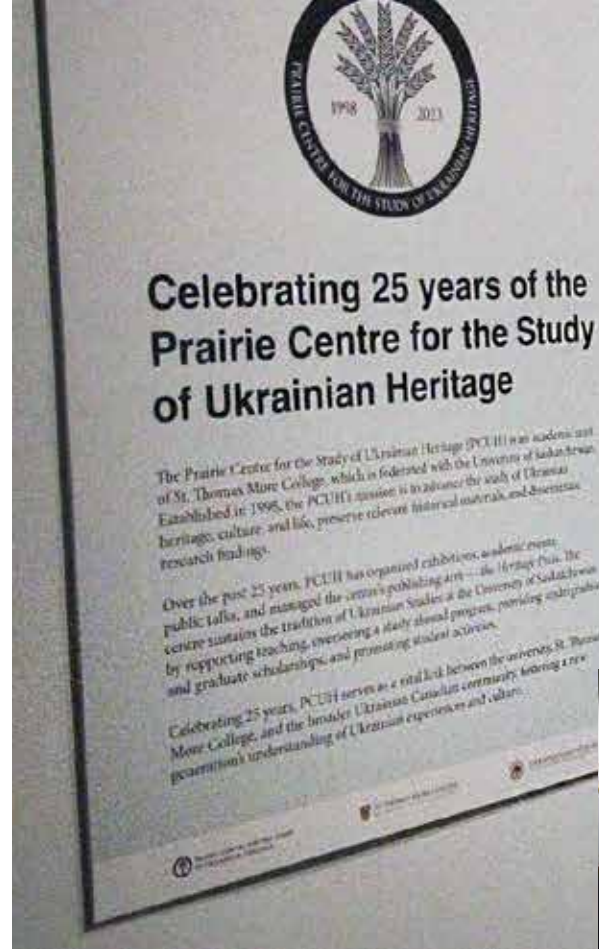 PRAIRIE CENTRE FOR THE STUDY OF UKRAINIAN HERITAGE
1998 2023
Celebrating 25 years of the
Prairie Centre for the Study
of Ukrainian Heritage
The Prairie Centre for the Study of Ukrainian Heritage (PCUH) is an academic unit
of St. Thomas More College, which is federated with the University of Saskatchewan.
Established in 1998, the PCUH's mission is to advance the study of Ukrainian
heritage, culture and life, preserve relevant historical materials, and disseminate
research findings.
Over the past 25 years, PCUH has organized exhibitions, academic events,
public talks, and managed the centre's publishing arm — the Heritage Press. The
centre sustains the tradition of Ukrainian Studies at the University of Saskatchewan
by supporting teaching, overseeing a study abroad program, providing undergraduate
and graduate scholarships, and promoting student activities.
Celebrating 25 years, PCUH serves as a vital link between the university, St. Thomas
More College, and the broader Ukrainian Canadian community, fostering a new
generation's understanding of Ukrainian experiences and culture.